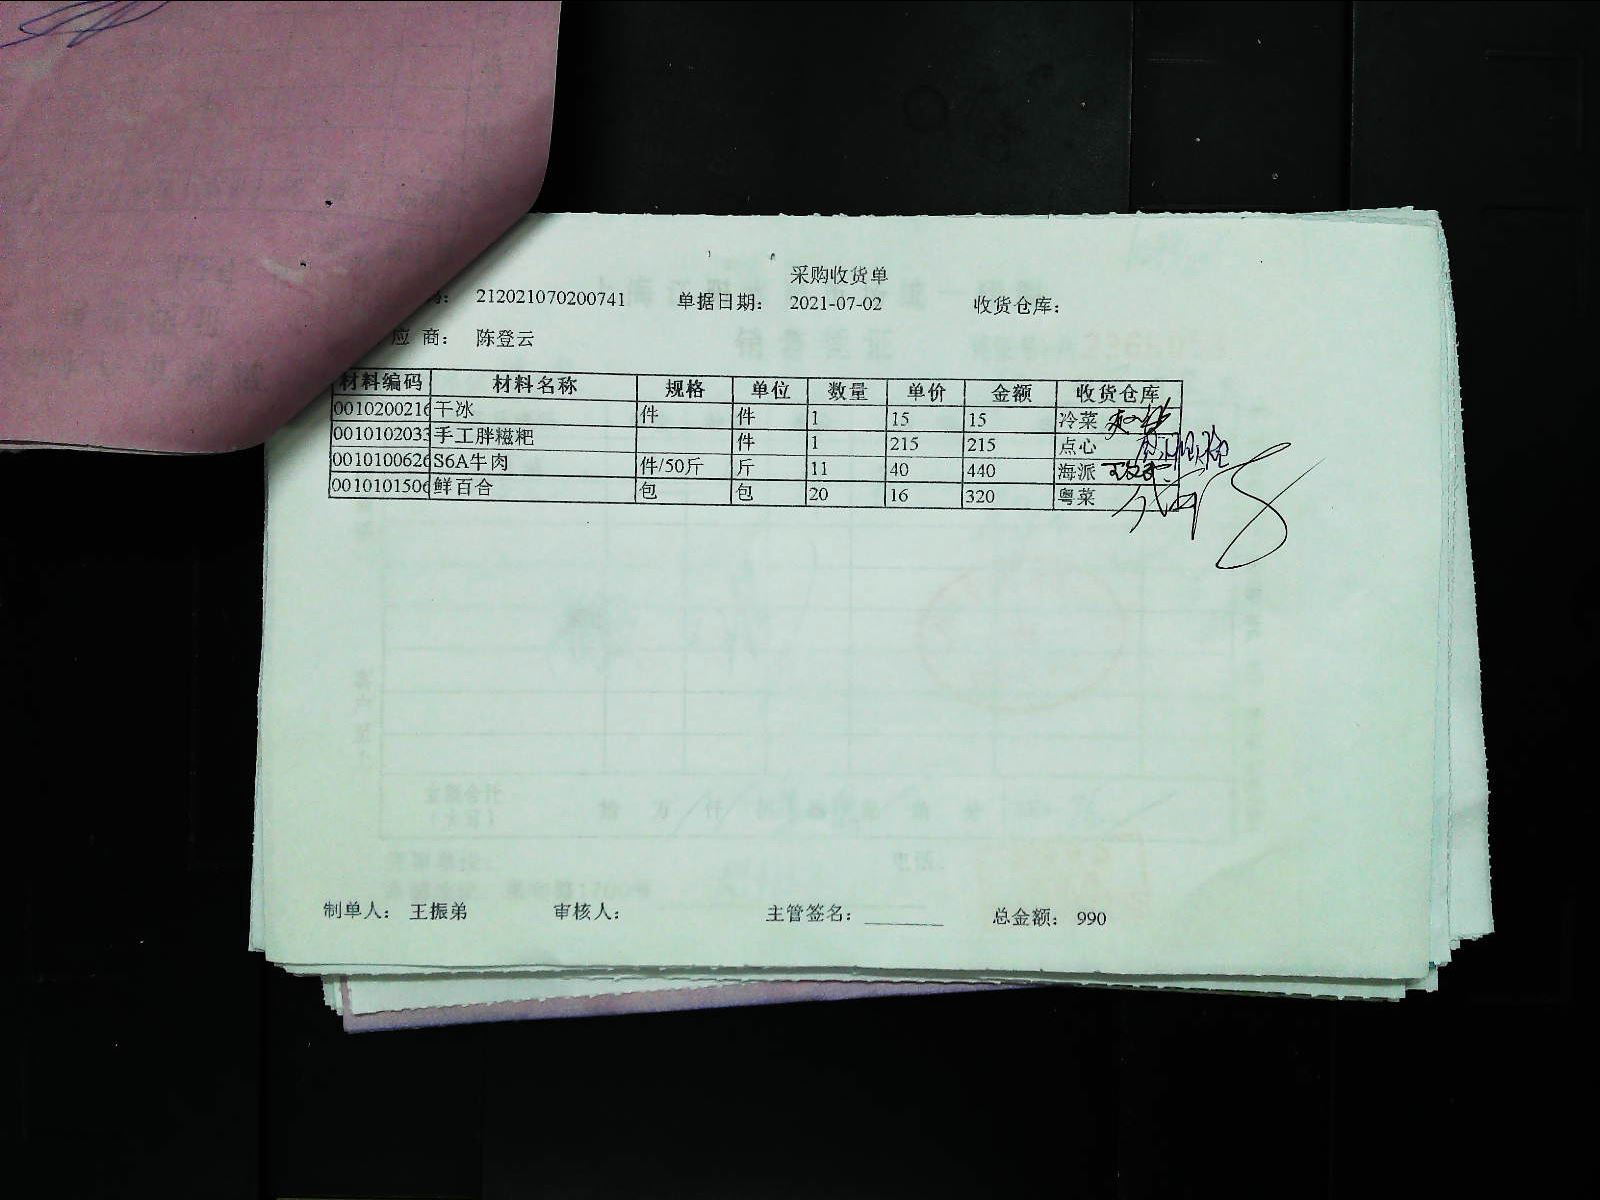 采购收货单
212021070200741 单据日期： 2021-07-02 收货仓库：
应 商： 陈登云
材料编码 材料名称 规格 单位 数量 单价 金额 收货仓库
001020021 干冰 件 件 1 15 15 冷菜
001010203 手工胖糍粑 件 1 215 215 点心
001010062 S6A牛肉 件/50斤 斤 11 40 440 海派
001010150 鲜百合 包 包 20 16 320 粤菜
制单人： 王振弟 审核人： 主管签名： 总金额： 990